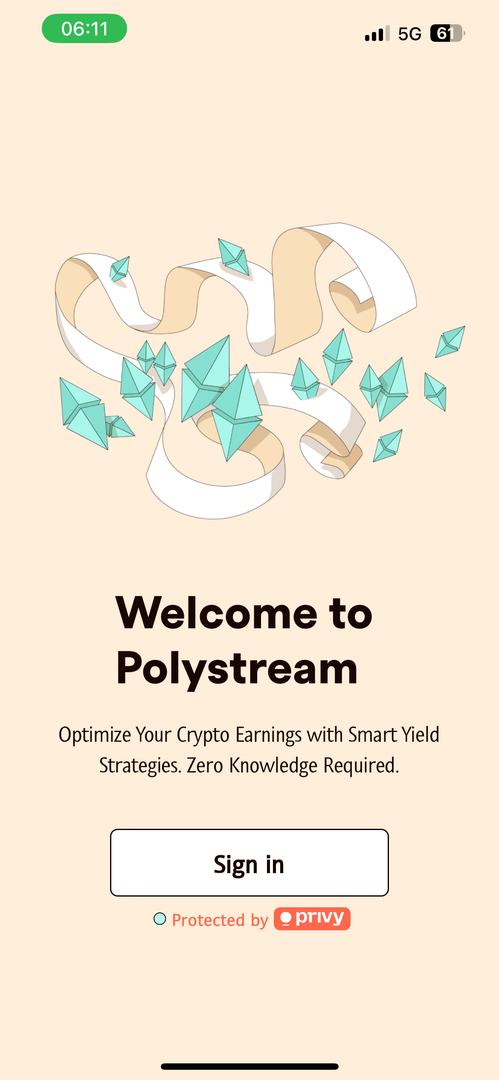 06:11
5G
61
Welcome to
Polystream
Optimize Your Crypto Earnings with Smart Yield
Strategies. Zero Knowledge Required.
Sign in
Protected by privy